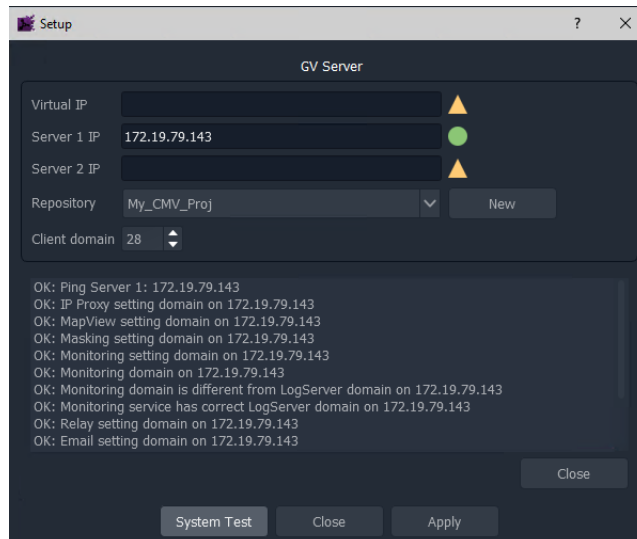 Setup ? ×
GV Server
Virtual IP
Server 1 IP 172.19.79.143
Server 2 IP
Repository My_CMV_Proj New
Client domain 28
OK: Ping Server 1: 172.19.79.143
OK: IP Proxy setting domain on 172.19.79.143
OK: MapView setting domain on 172.19.79.143
OK: Masking setting domain on 172.19.79.143
OK: Monitoring setting domain on 172.19.79.143
OK: Monitoring domain on 172.19.79.143
OK: Monitoring domain is different from LogServer domain on 172.19.79.143
OK: Monitoring service has correct LogServer domain on 172.19.79.143
OK: Relay setting domain on 172.19.79.143
OK: Email setting domain on 172.19.79.143
Close
System Test Close Apply